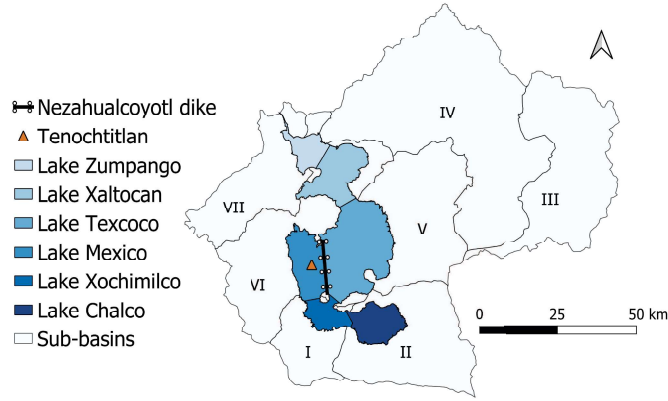 Nezahualcoyotl dike
Tenochtitlan
Lake Zumpango
Lake Xaltocan
Lake Texcoco
Lake Mexico
Lake Xochimilco
Lake Chalco
Sub-basins
IV
III
VII
V
VI
I
II
0 25 50 km